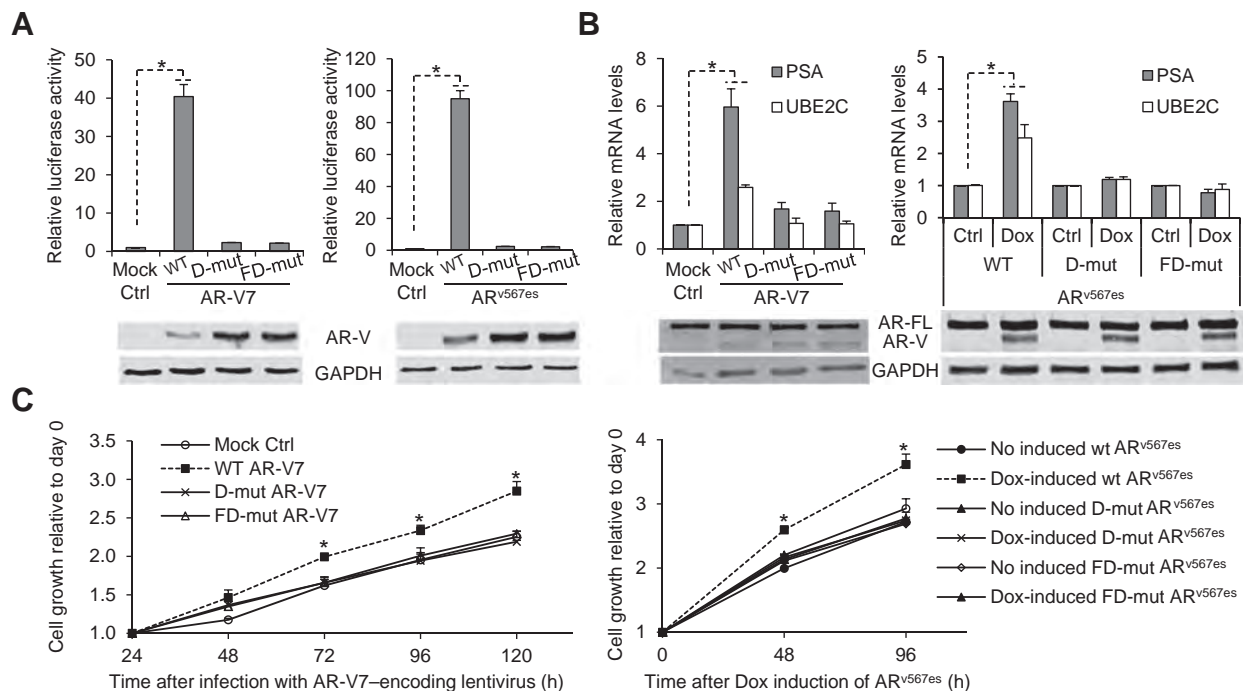 A
Relative luciferase activity
50
40
30
20
10
0
*
Mock
Ctrl
WT
D-mut
FD-mut
AR-V7
Relative luciferase activity
120
100
80
60
40
20
0
*
Mock
Ctrl
WT
D-mut
FD-mut
ARv567es
AR-V
GAPDH
B
Relative mRNA levels
8
6
4
2
0
*
PSA
UBE2C
Mock
Ctrl
WT
D-mut
FD-mut
AR-V7
Relative mRNA levels
5
4
3
2
1
0
*
PSA
UBE2C
Ctrl Dox Ctrl Dox Ctrl Dox
WT D-mut FD-mut
ARv567es
AR-FL
AR-V
GAPDH
C
Cell growth relative to day 0
3.5
3.0
2.5
2.0
1.5
1.0
Mock Ctrl
WT AR-V7
D-mut AR-V7
FD-mut AR-V7
*
*
*
24 48 72 96 120
Time after infection with AR-V7–encoding lentivirus (h)
Cell growth relative to day 0
4
3
2
1
*
*
0 48 96
Time after Dox induction of ARv567es (h)
No induced wt ARv567es
Dox-induced wt ARv567es
No induced D-mut ARv567es
Dox-induced D-mut ARv567es
No induced FD-mut ARv567es
Dox-induced FD-mut ARv567es